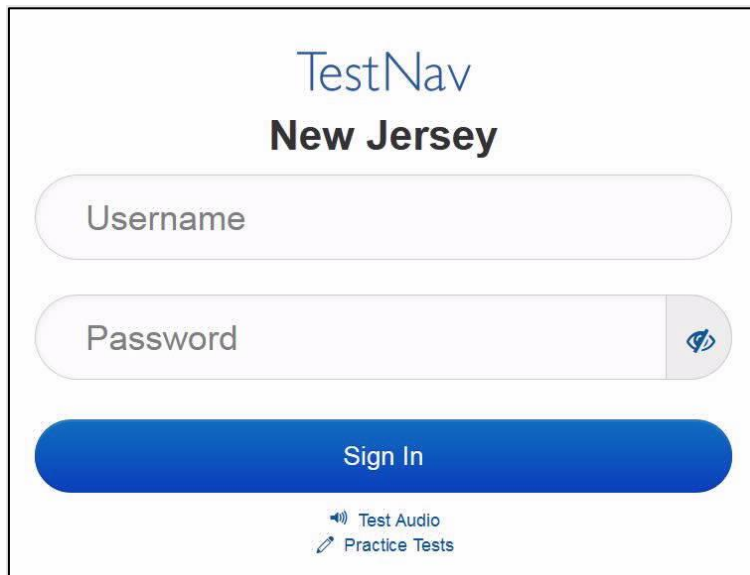 TestNav
New Jersey
Username
Password
Sign In
Test Audio
Practice Tests